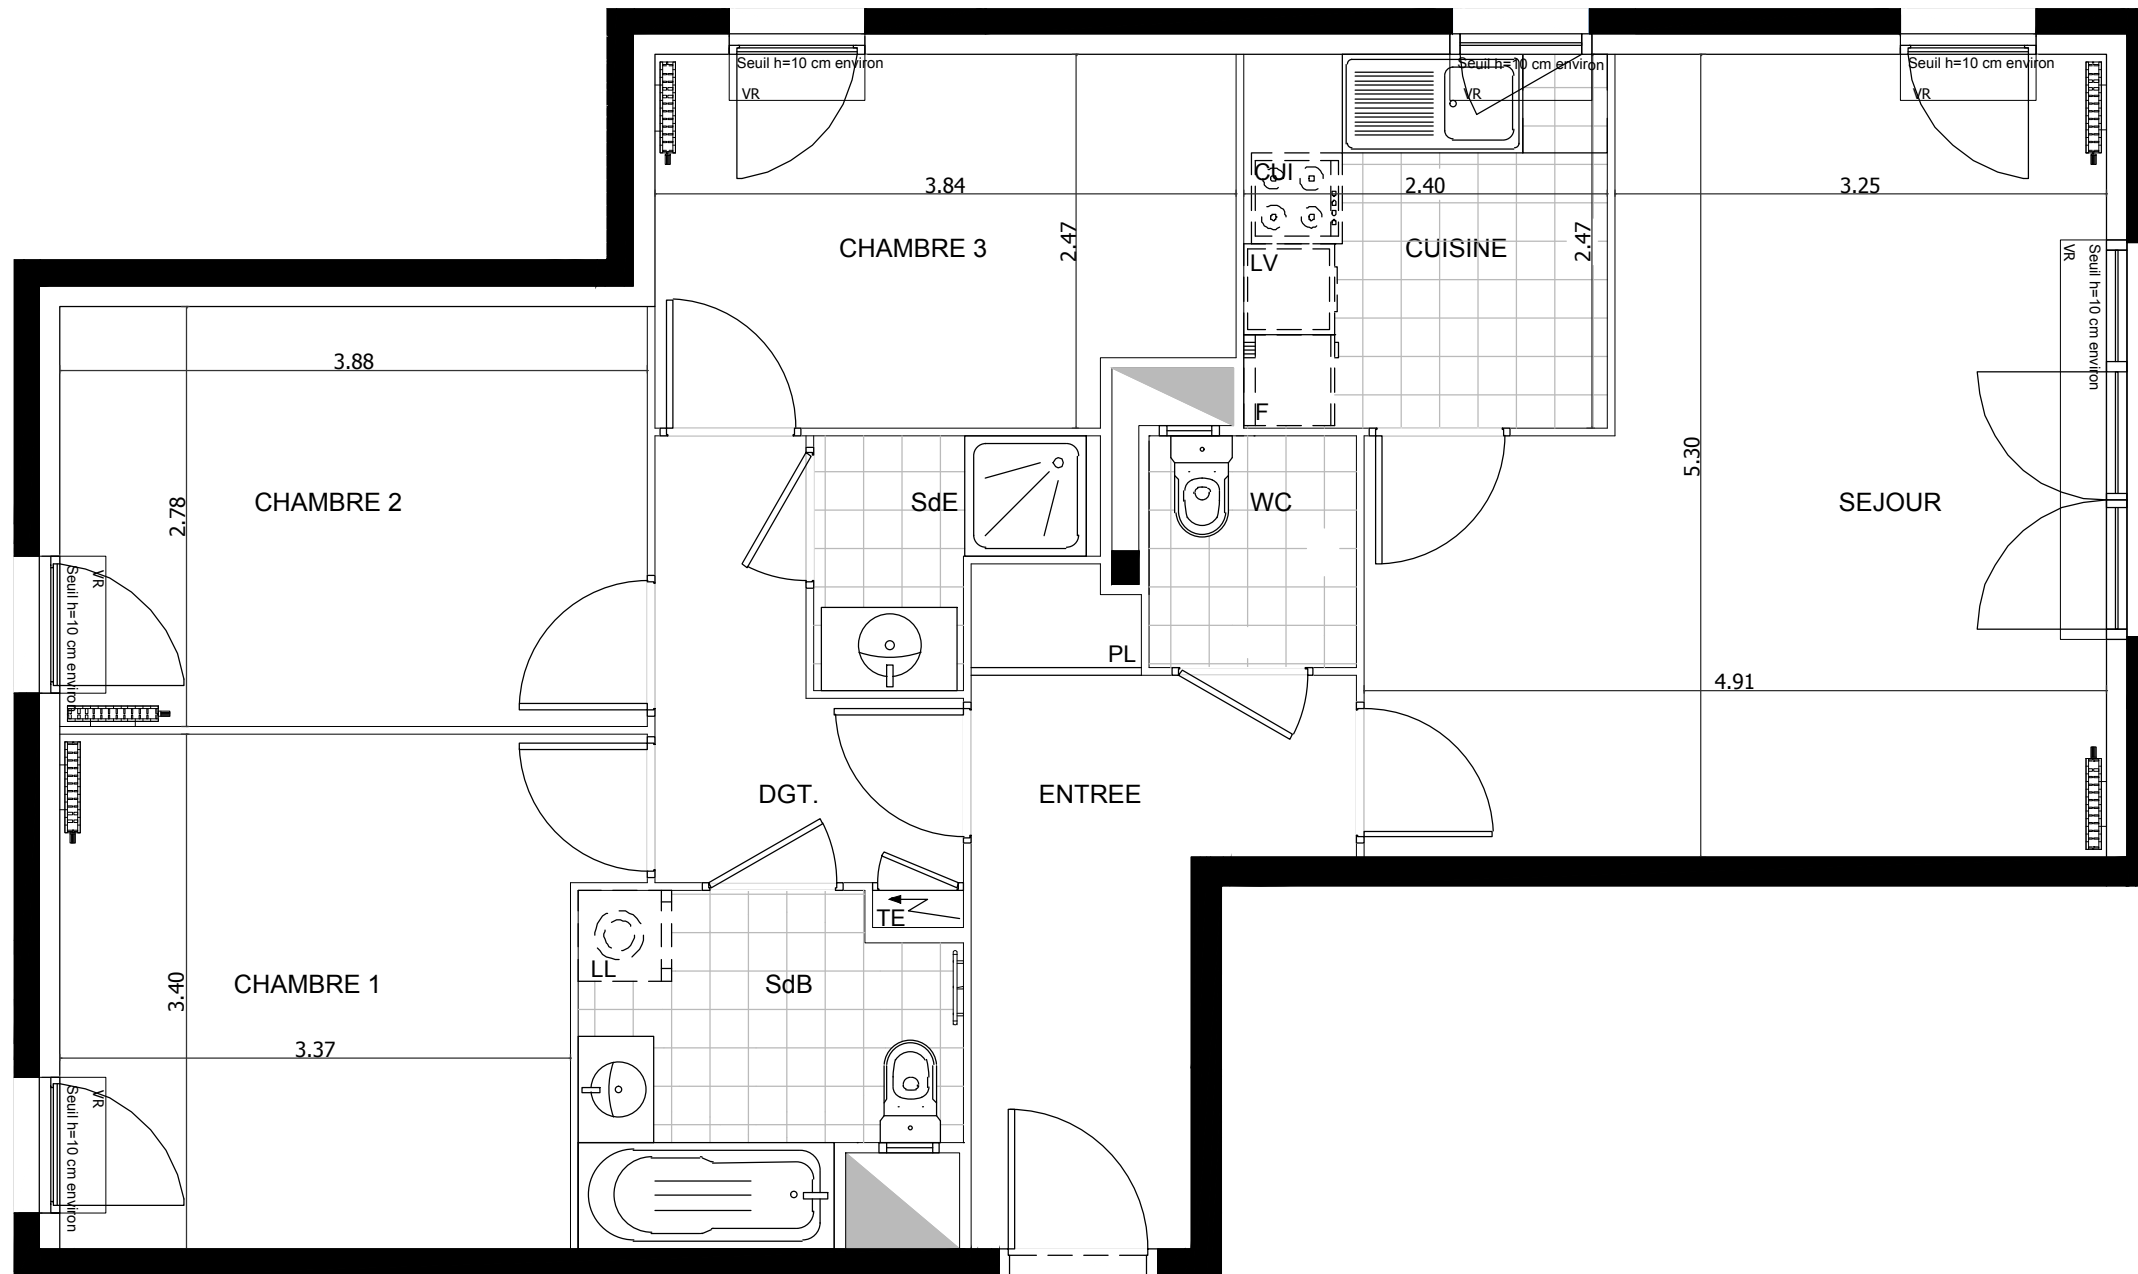 Seuil h=10 cm environ
VR
Seuil h=10 cm environ
VR
Seuil h=10 cm environ
VR
CUI
3.84
2.40
3.25
CHAMBRE 3
2.47
LV
CUISINE
2.47
VR
Seuil h=10 cm environ
3.88
F
5.30
CHAMBRE 2
2.78
SdE
WC
SEJOUR
VR
Seuil h=10 cm environ
PL
4.91
DGT.
ENTREE
TE
LL
CHAMBRE 1
3.40
SdB
3.37
VR
Seuil h=10 cm environ